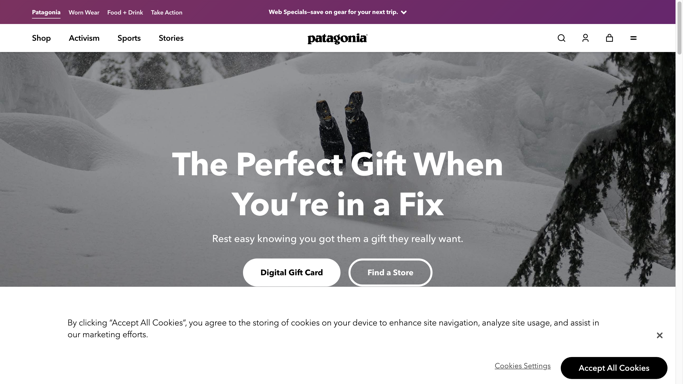 Patagonia Worn Wear Food + Drink Take Action Web Specials–save on gear for your next trip.
Shop Activism Sports Stories patagonia
The Perfect Gift When
You’re in a Fix
Rest easy knowing you got them a gift they really want.
Digital Gift Card Find a Store
By clicking “Accept All Cookies”, you agree to the storing of cookies on your device to enhance site navigation, analyze site usage, and assist in
our marketing efforts.
Cookies Settings Accept All Cookies